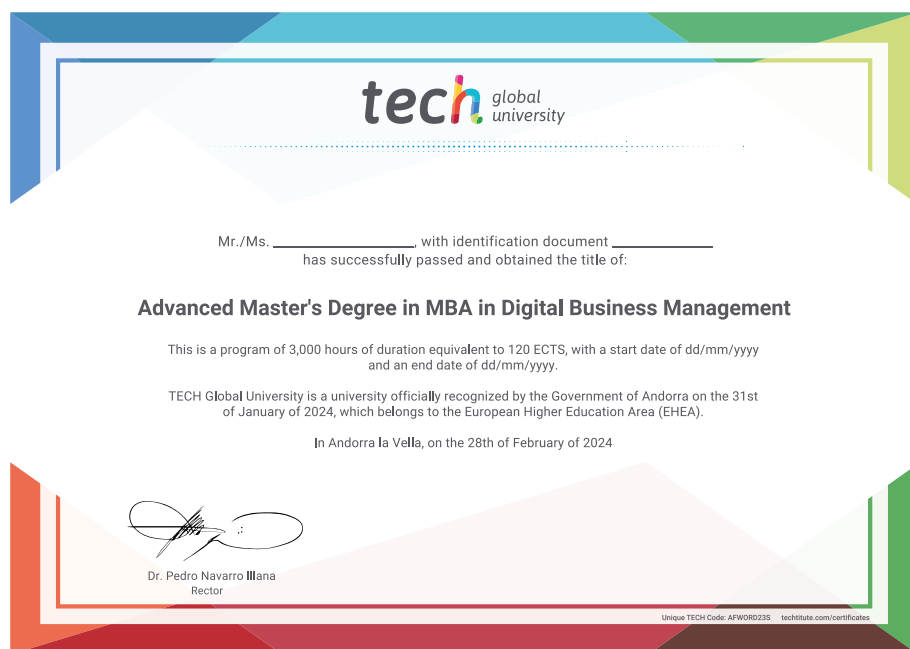 tech global university
Mr./Ms. ____________________, with identification document ______________
has successfully passed and obtained the title of:
Advanced Master's Degree in MBA in Digital Business Management
This is a program of 3,000 hours of duration equivalent to 120 ECTS, with a start date of dd/mm/yyyy
and an end date of dd/mm/yyyy.
TECH Global University is a university officially recognized by the Government of Andorra on the 31st
of January of 2024, which belongs to the European Higher Education Area (EHEA).
In Andorra la Vella, on the 28th of February of 2024
Dr. Pedro Navarro Illana
Rector
Unique TECH Code: AFWORD23S techtitute.com/certificates